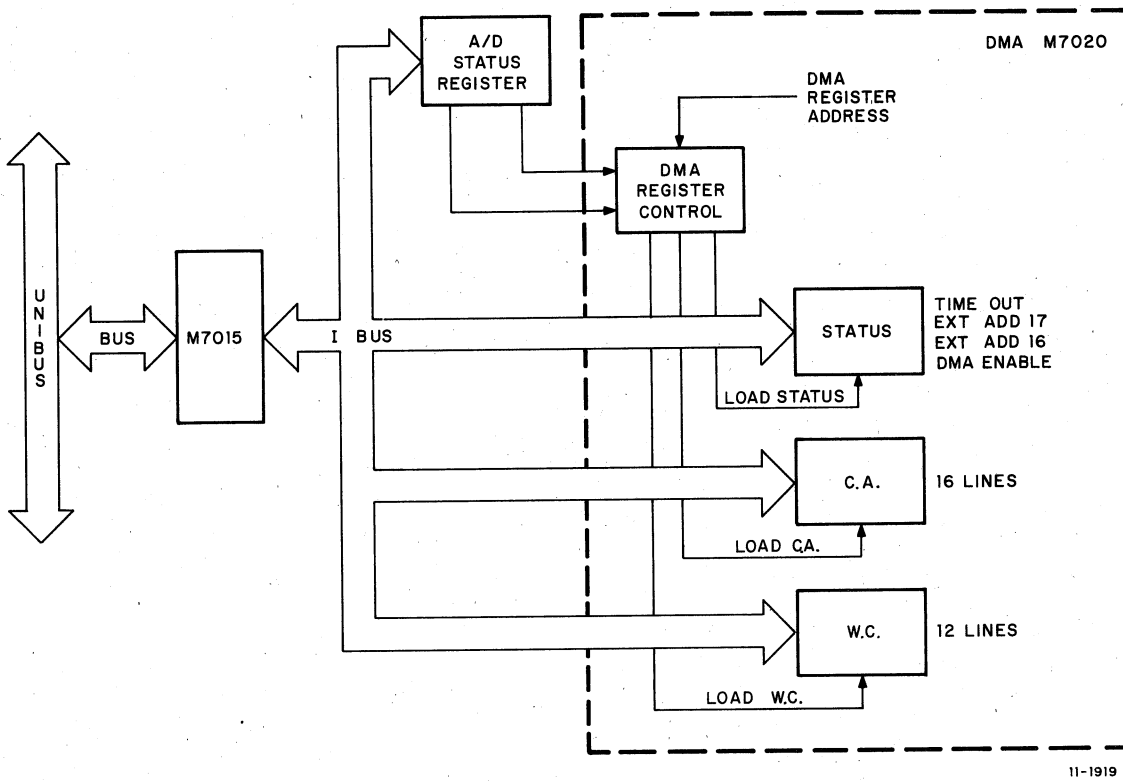 A/D
STATUS
REGISTER
DMA M7020
DMA
REGISTER
ADDRESS
DMA
REGISTER
CONTROL
UNIBUS
BUS
M7015
I BUS
STATUS
TIME OUT
EXT ADD 17
EXT ADD 16
DMA ENABLE
LOAD STATUS
C.A.
16 LINES
LOAD C.A.
W.C.
12 LINES
LOAD W.C.
11-1919